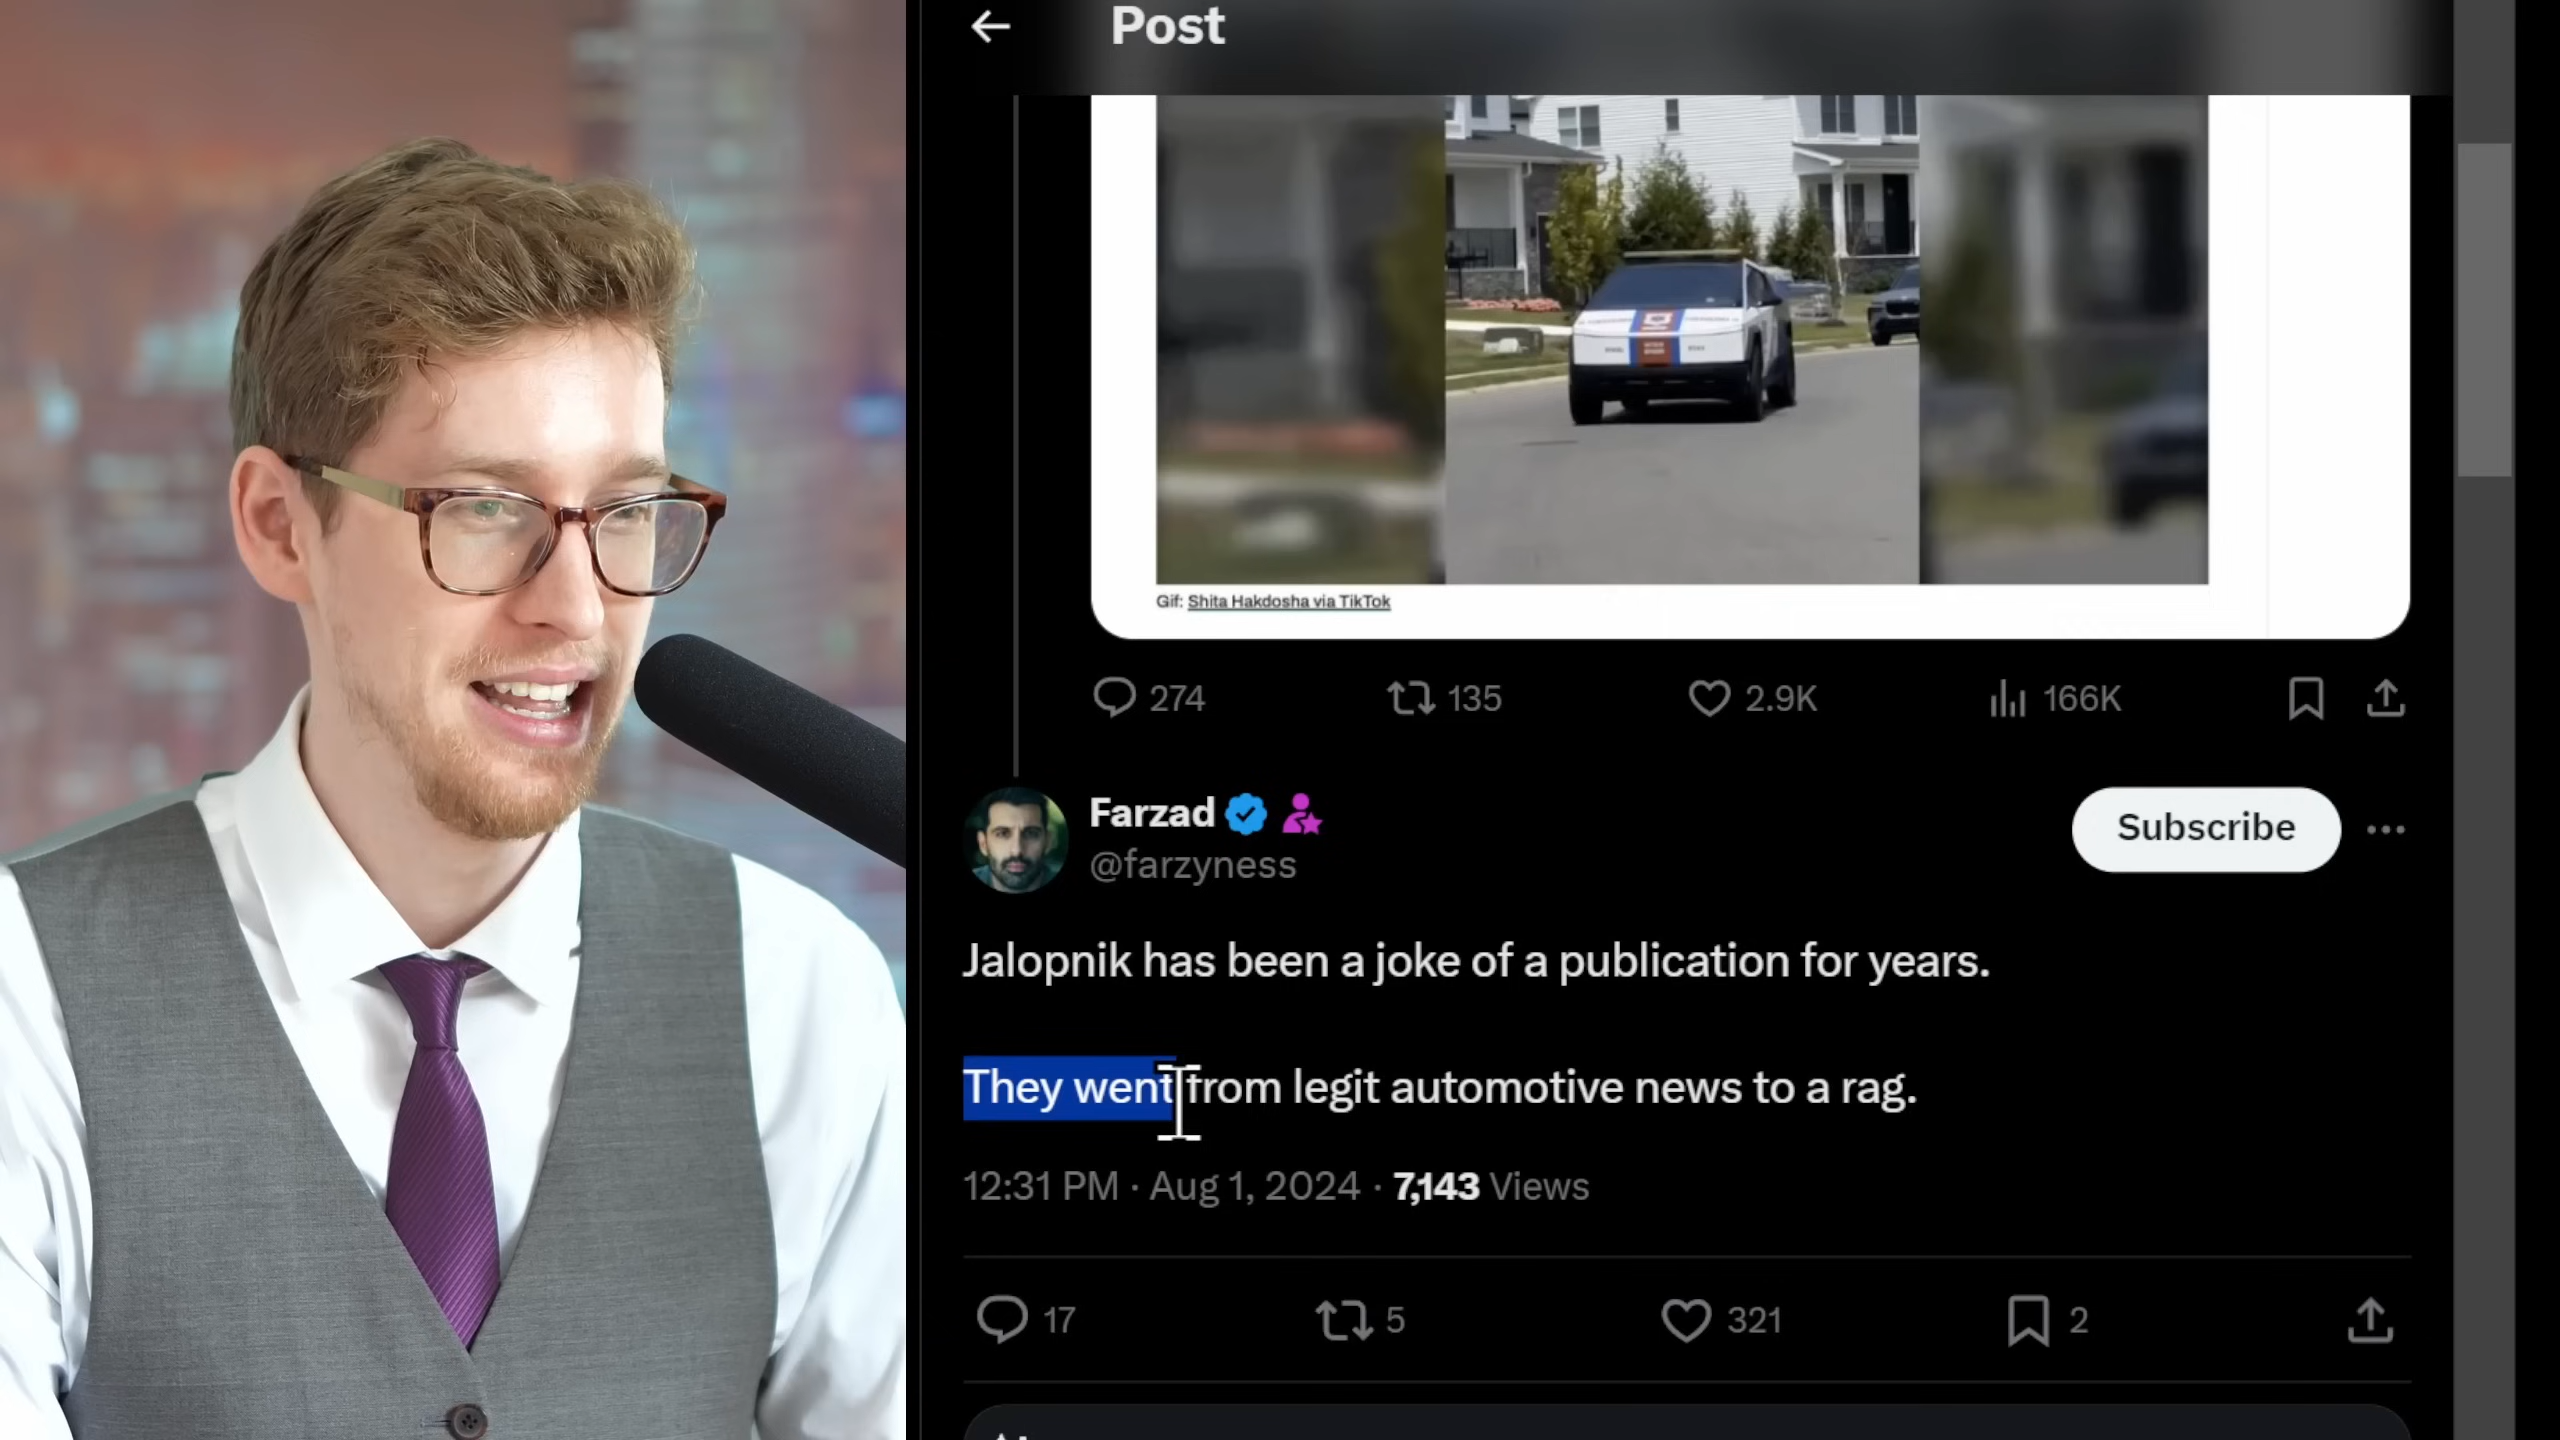 Post
Gif: Shita Hakdosha via TikTok
274 135 2.9K 166K
Farzad
@farzyness
Subscribe
Jalopnik has been a joke of a publication for years.
They went from legit automotive news to a rag.
12:31 PM · Aug 1, 2024 · 7,143 Views
17 5 321 2